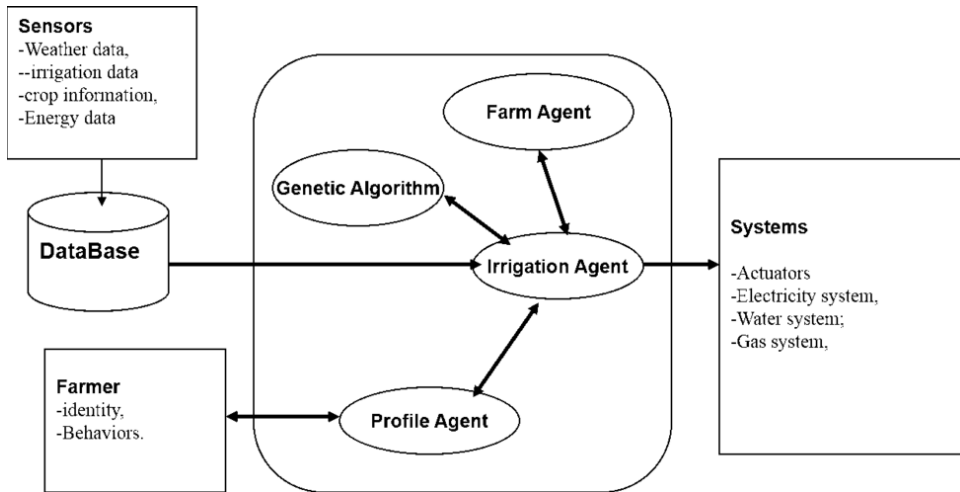 Sensors
-Weather data,
--irrigation data
-crop information,
-Energy data
DataBase
Farm Agent
Genetic Algorithm
Irrigation Agent
Profile Agent
Farmer
-identity,
-Behaviors.
Systems
-Actuators
-Electricity system,
-Water system;
-Gas system,